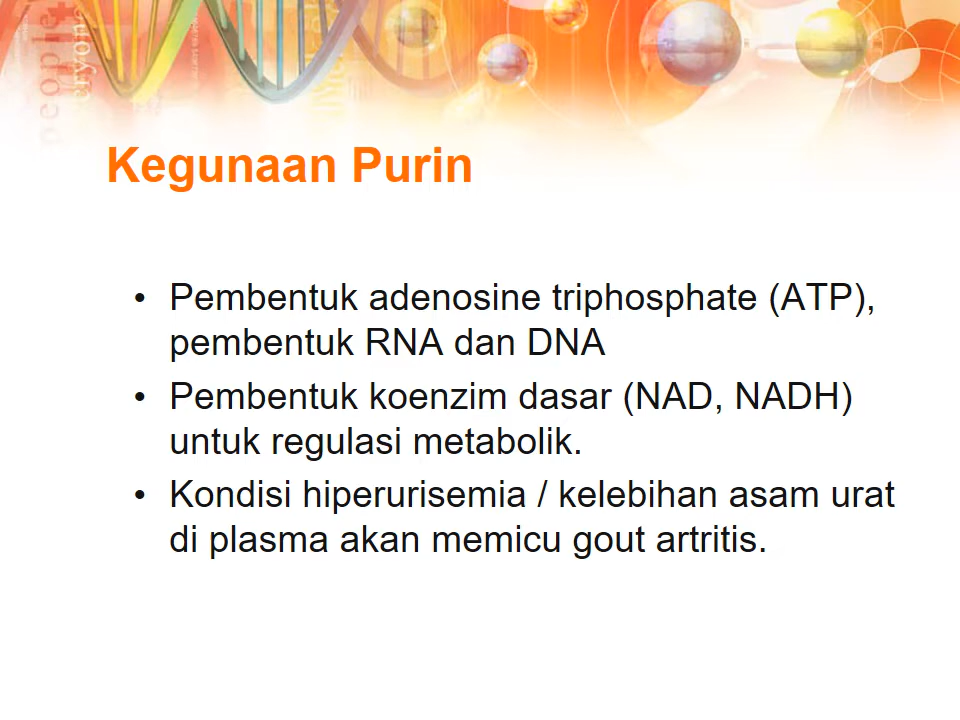 people
Kegunaan Purin
• Pembentuk adenosine triphosphate (ATP),
pembentuk RNA dan DNA
• Pembentuk koenzim dasar (NAD, NADH)
untuk regulasi metabolik.
• Kondisi hiperurisemia / kelebihan asam urat
di plasma akan memicu gout artritis.